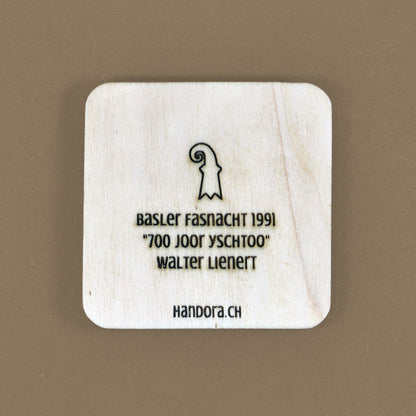 Basler Fasnacht 1991
"700 Joor Yschtoo"
Walter Lienert
Handora.ch